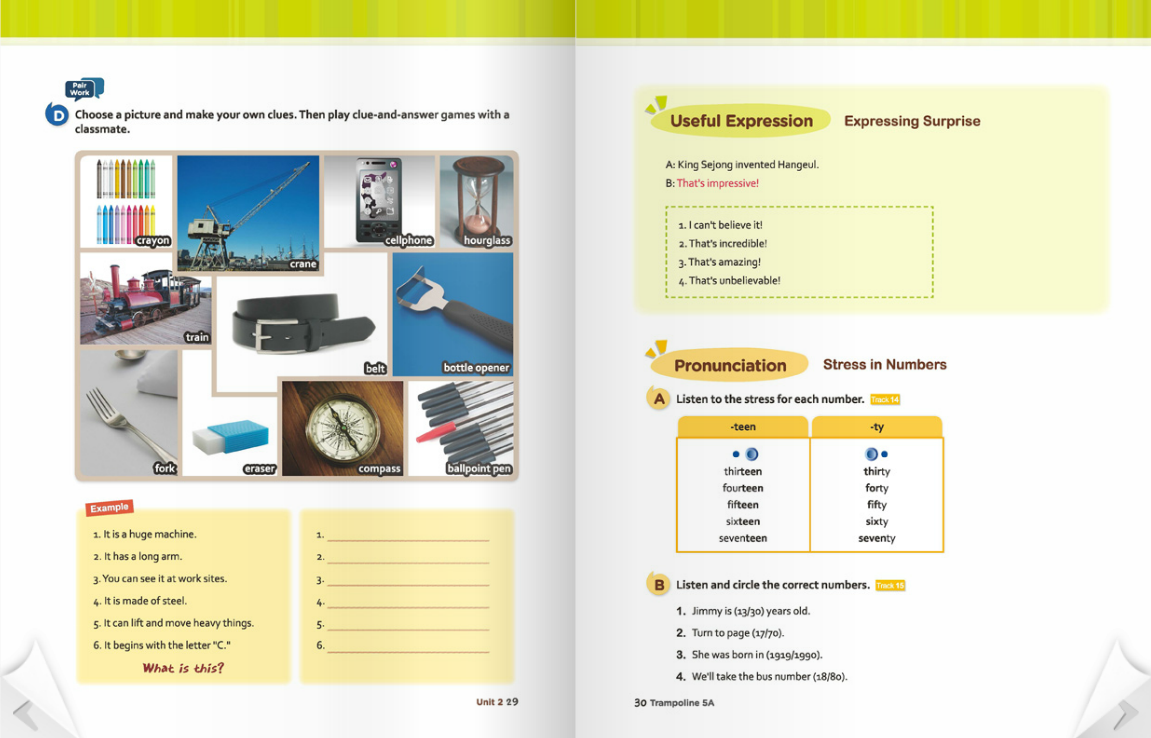 Pair
Work
D
Choose a picture and make your own clues. Then play clue-and-answer games with a
classmate.
crayon
crane
cellphone
hourglass
train
belt
bottle opener
fork
eraser
compass
ballpoint pen
Example
1. It is a huge machine.
2. It has a long arm.
3. You can see it at work sites.
4. It is made of steel.
5. It can lift and move heavy things.
6. It begins with the letter "C."
What is this?
1.
2.
3.
4.
5.
6.
Unit 2 29
Useful Expression Expressing Surprise
A: King Sejong invented Hangeul.
B: That's impressive!
1. I can't believe it!
2. That's incredible!
3. That's amazing!
4. That's unbelievable!
Pronunciation Stress in Numbers
A Listen to the stress for each number. Track 14
-teen -ty
thirteen thirty
fourteen forty
fifteen fifty
sixteen sixty
seventeen seventy
B Listen and circle the correct numbers. Track 15
1. Jimmy is (13/30) years old.
2. Turn to page (17/70).
3. She was born in (1919/1990).
4. We'll take the bus number (18/80).
30 Trampoline 5A